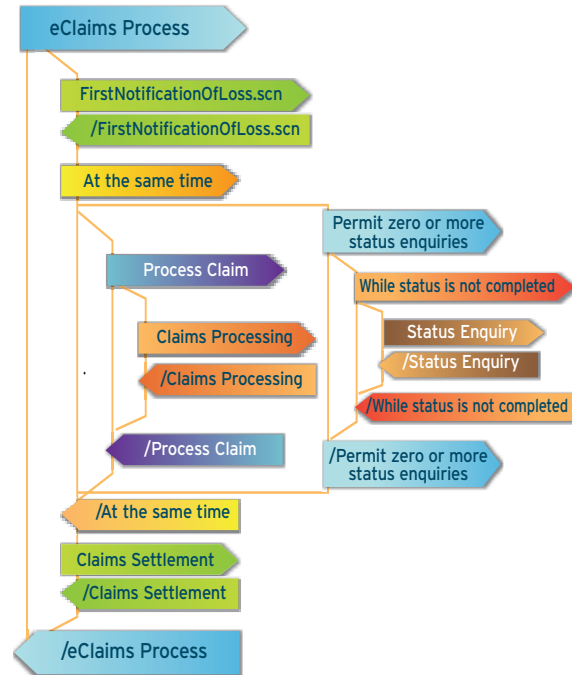 eClaims Process
FirstNotificationOfLoss.scn
/FirstNotificationOfLoss.scn
At the same time
Process Claim
Claims Processing
/Claims Processing
/Process Claim
Permit zero or more
status enquiries
While status is not completed
Status Enquiry
/Status Enquiry
/While status is not completed
/Permit zero or more
status enquiries
/At the same time
Claims Settlement
/Claims Settlement
/eClaims Process